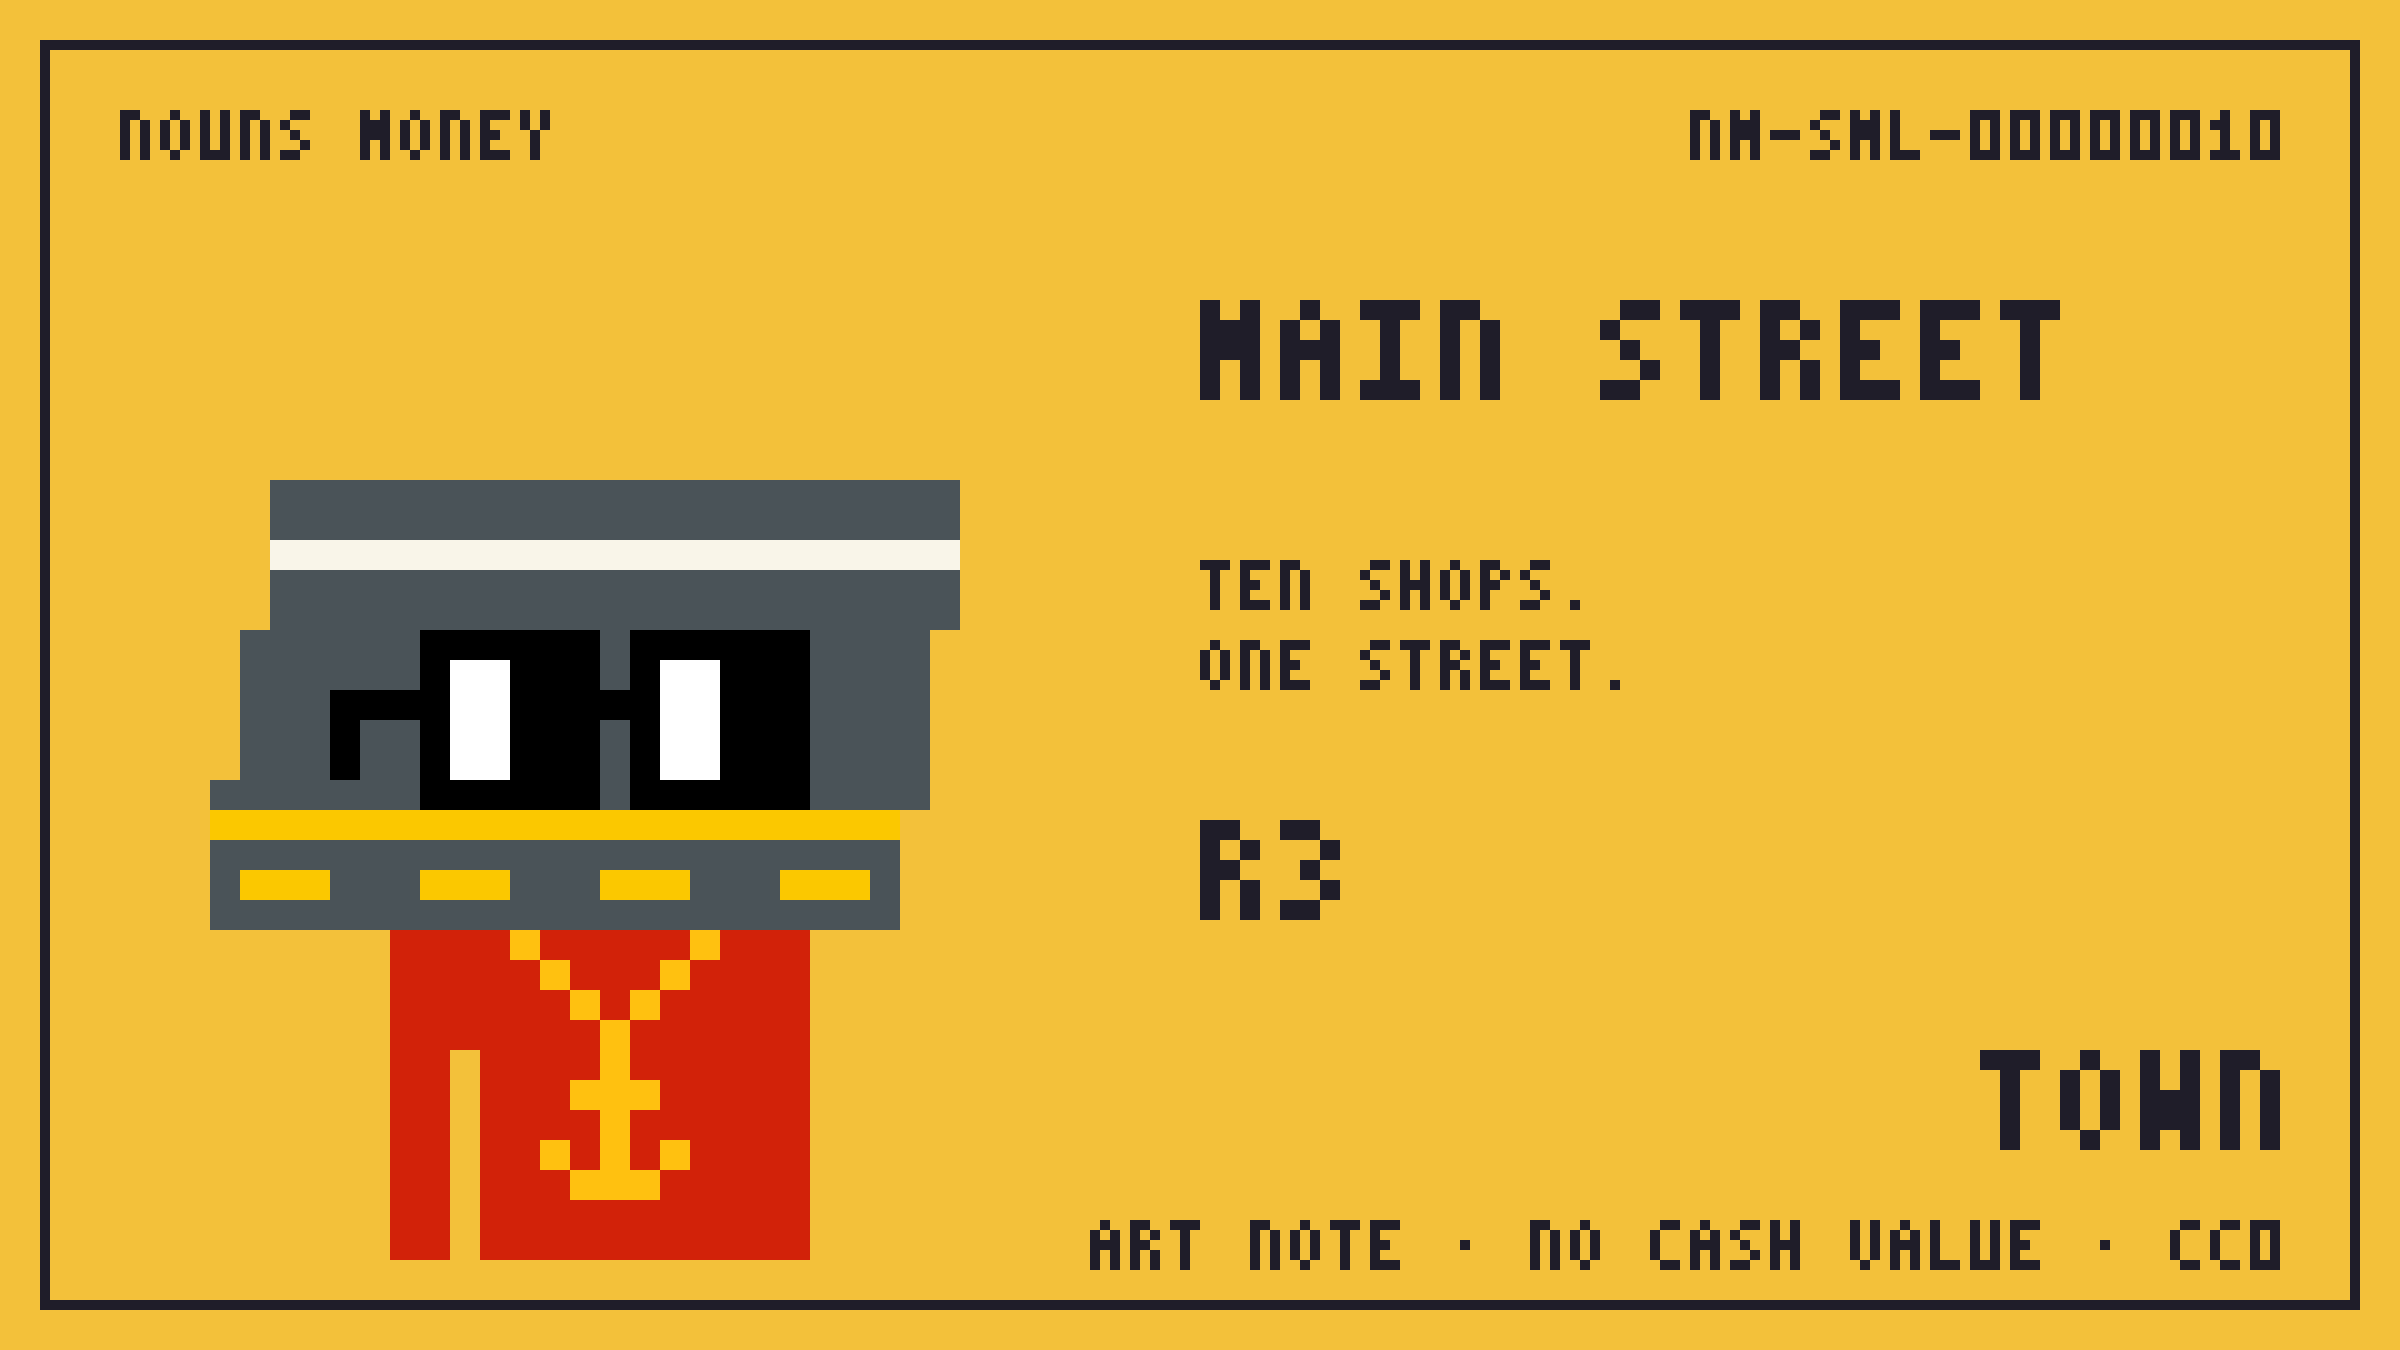 NOUNS MONEY
NM-SML-00000010
MAIN STREET
TEN SHOPS.
ONE STREET.
R3
TOWN
ART NOTE · NO CASH VALUE · CC0